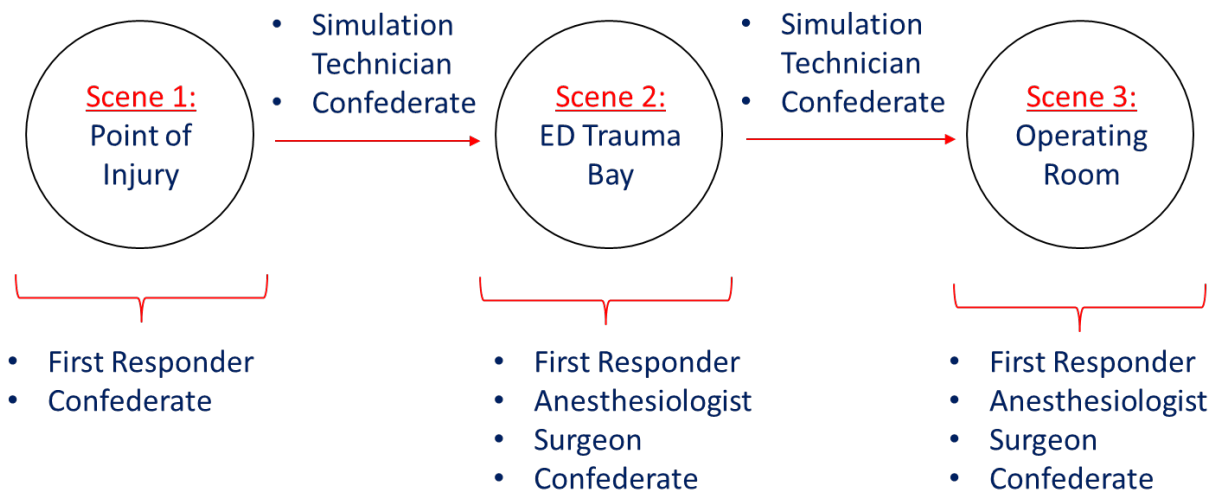 Scene 1:
Point of
Injury
• Simulation
Technician
• Confederate
Scene 2:
ED Trauma
Bay
• Simulation
Technician
• Confederate
Scene 3:
Operating
Room
• First Responder
• Confederate
• First Responder
• Anesthesiologist
• Surgeon
• Confederate
• First Responder
• Anesthesiologist
• Surgeon
• Confederate